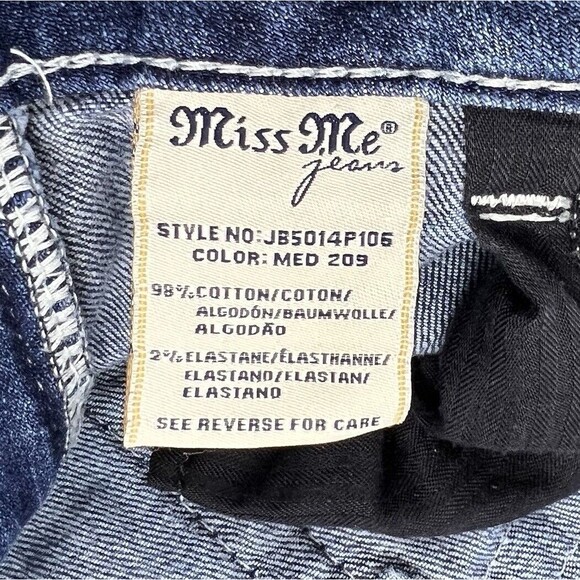 Miss Me®
jeans
STYLE NO:JB5014P106
COLOR: MED 209
98% COTTON/COTON/
ALGODÓN/BAUMWOLLE/
ALGODÃO
2% ELASTANE/ÉLASTHANNE/
ELASTANO/ELASTAN/
ELASTANO
SEE REVERSE FOR CARE